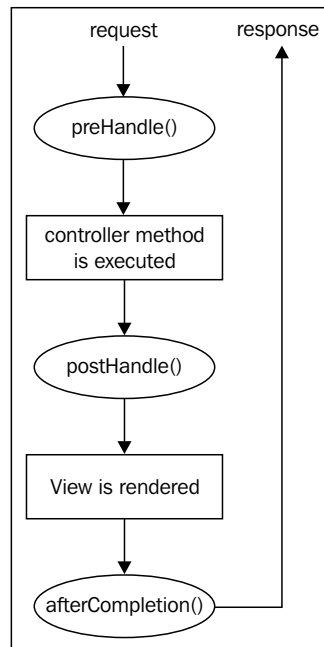 request
response
preHandle()
controller method
is executed
postHandle()
View is rendered
afterCompletion()